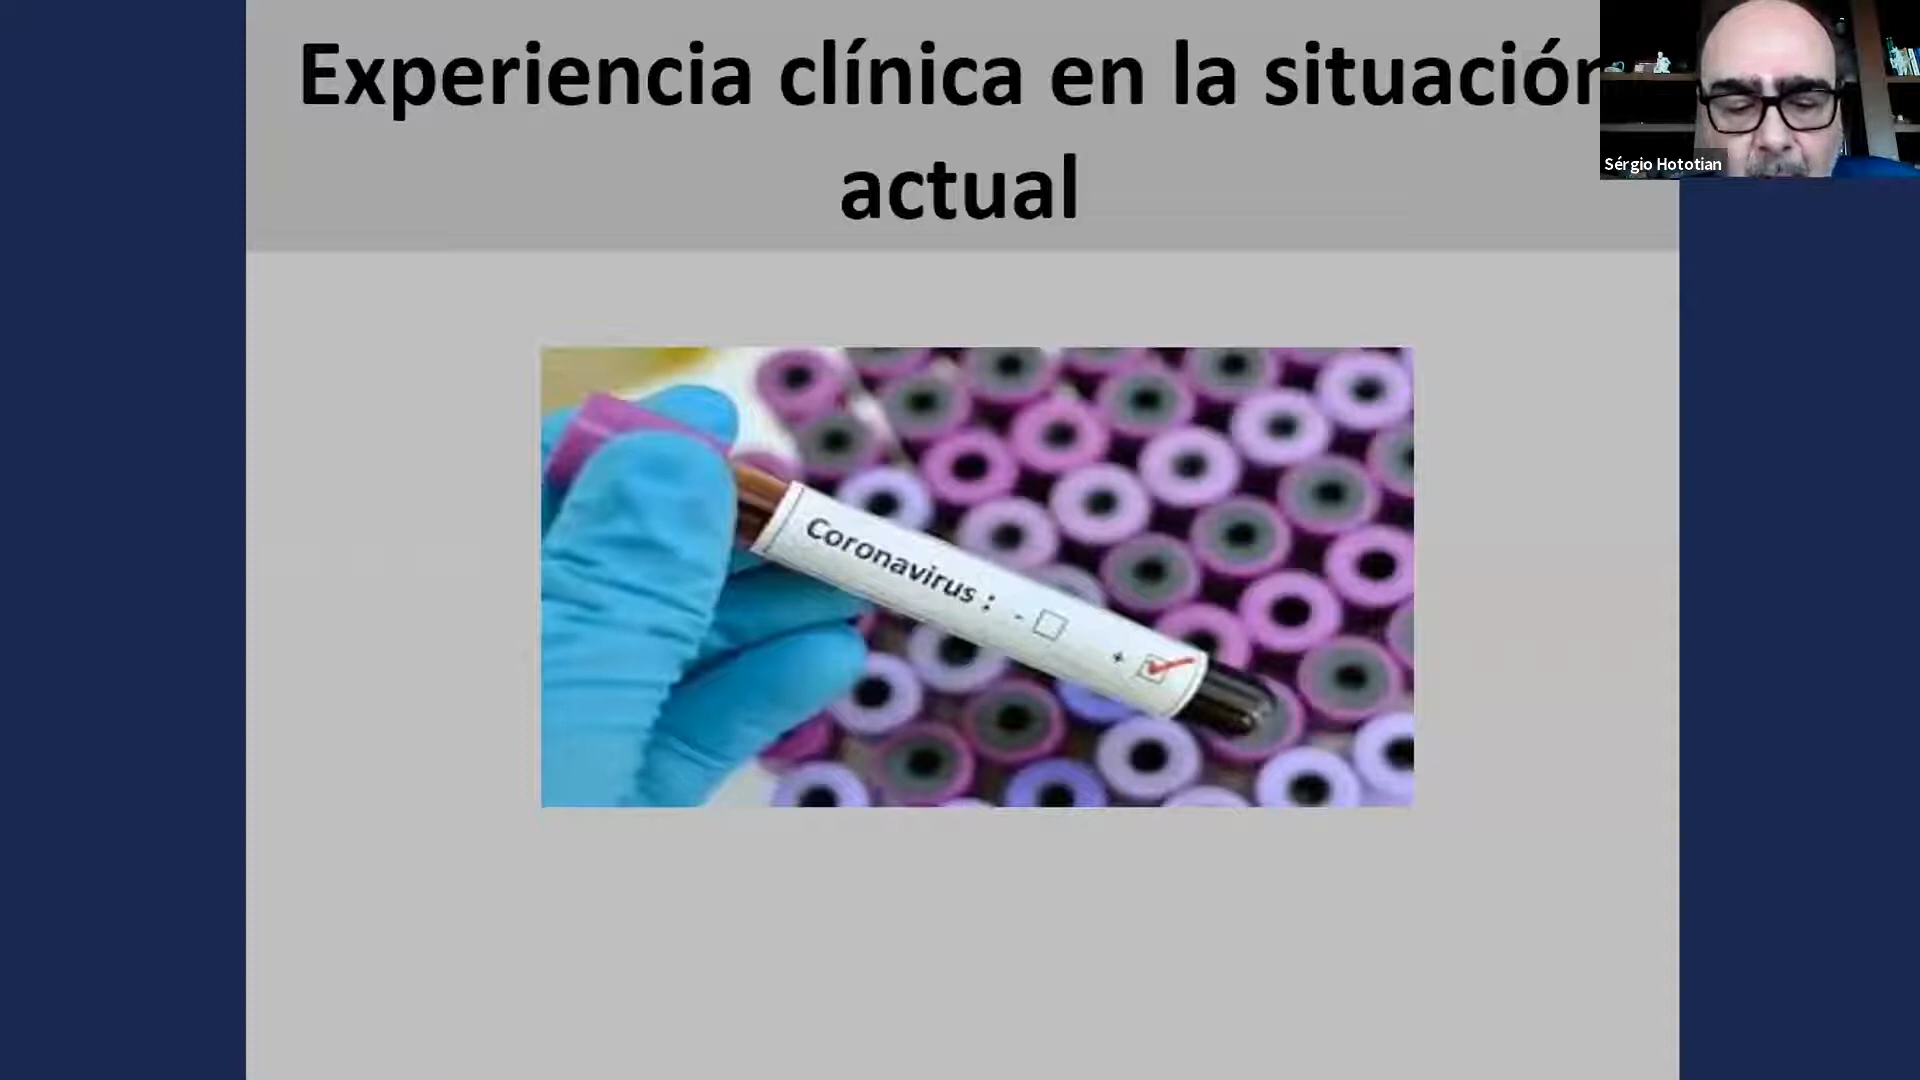 Experiencia clínica en la situación
actual
Sérgio Hototian
Coronavirus :
-
+